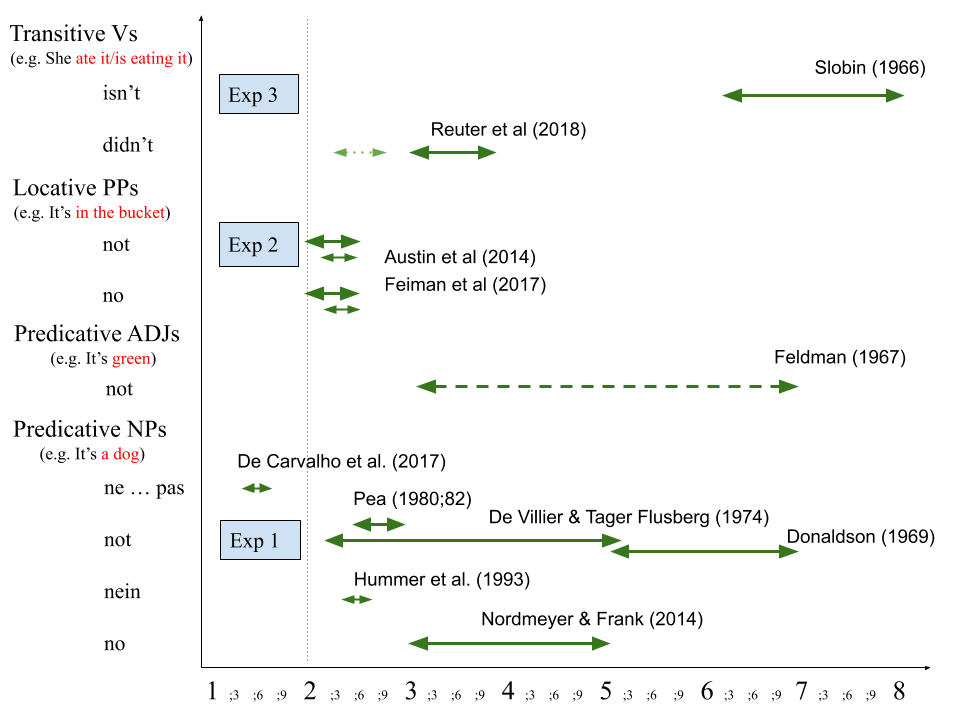 Transitive Vs
(e.g. She ate it/is eating it)
Slobin (1966)
isn't
Exp 3
Reuter et al (2018)
didn't
Locative PPs
(e.g. It's in the bucket)
not
Exp 2
Austin et al (2014)
Feiman et al (2017)
no
Predicative ADJs
(e.g. It's green)
Feldman (1967)
not
Predicative NPs
(e.g. It's a dog)
De Carvalho et al. (2017)
ne … pas
Pea (1980;82)
De Villier & Tager Flusberg (1974)
not
Exp 1
Donaldson (1969)
Hummer et al. (1993)
nein
Nordmeyer & Frank (2014)
no
1 ;3 ;6 ;9 2 ;3 ;6 ;9 3 ;3 ;6 ;9 4 ;3 ;6 ;9 5 ;3 ;6 ;9 6 ;3 ;6 ;9 7 ;3 ;6 ;9 8